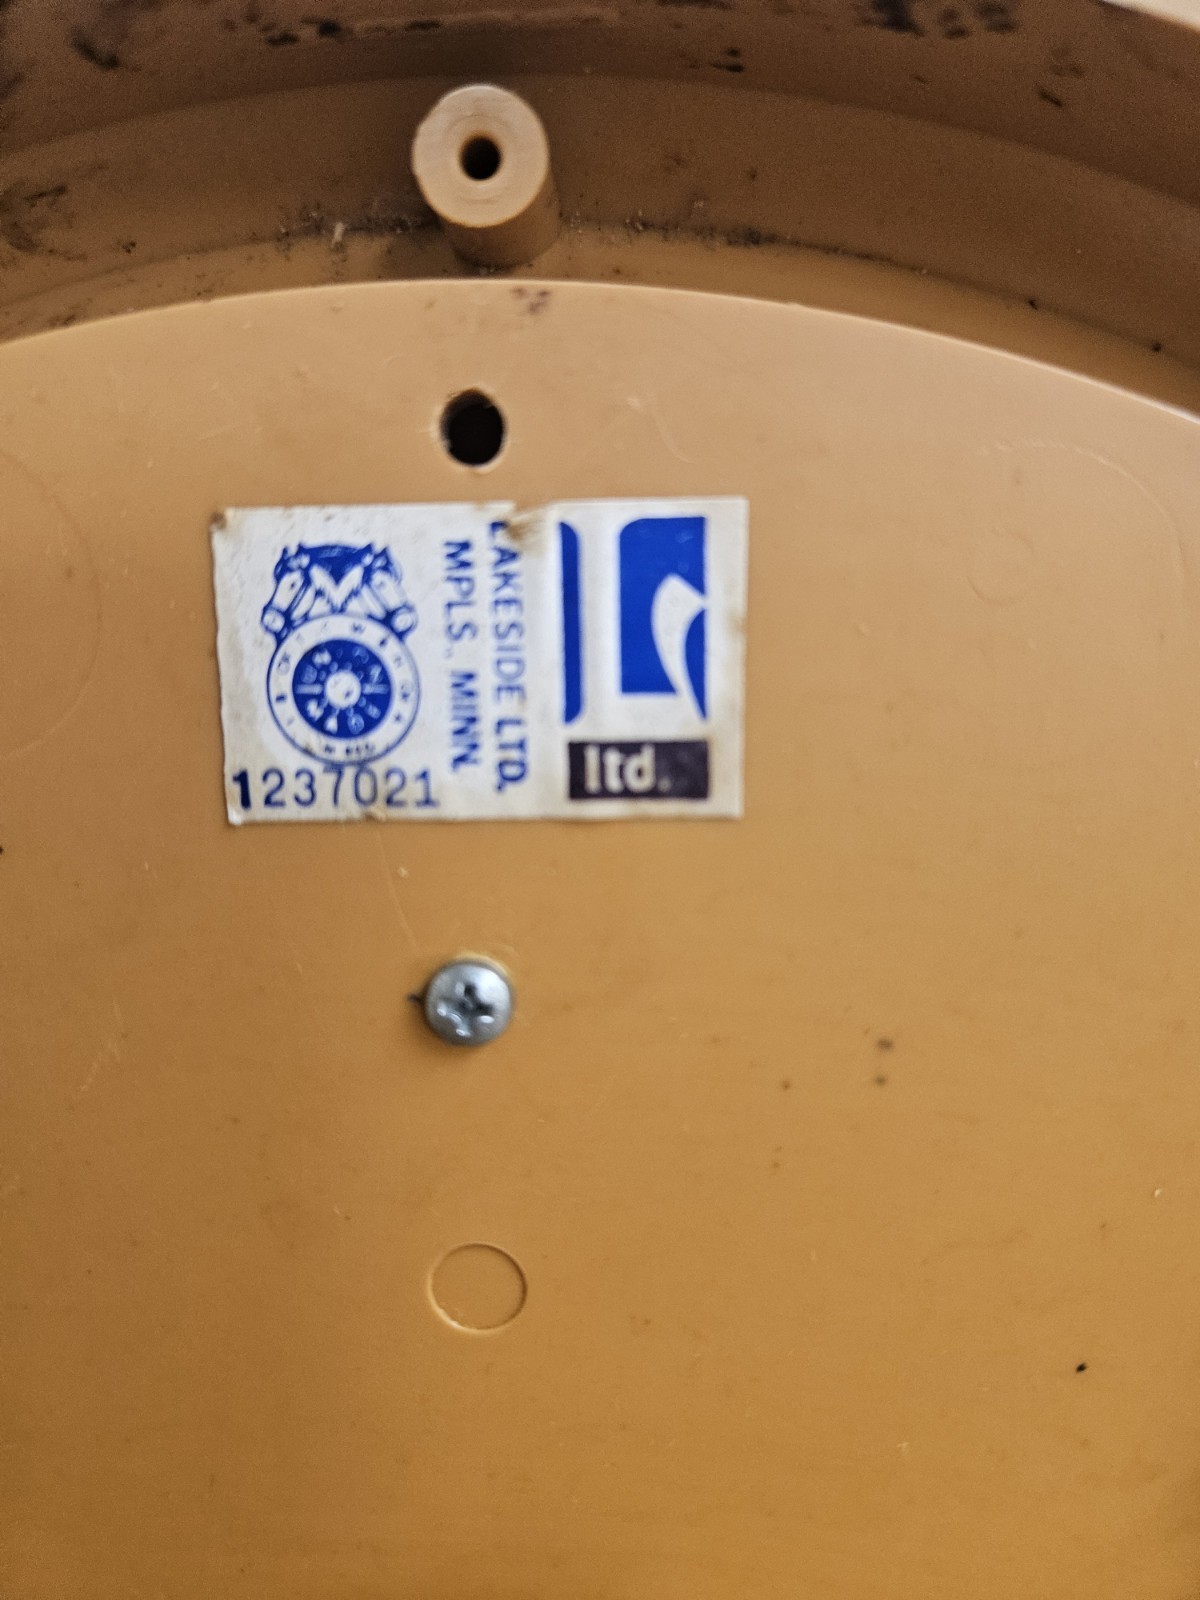 LAKESIDE LTD.
MPLS., MINN.
ltd.
1237021